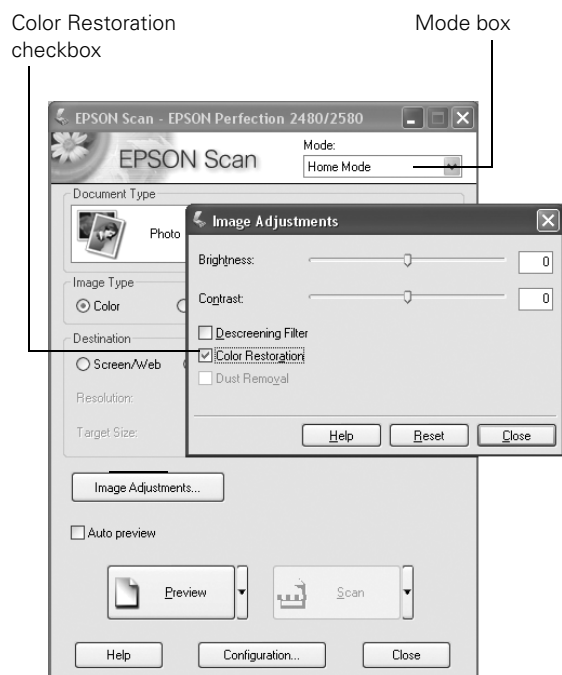 Color Restoration
checkbox
Mode box
EPSON Scan - EPSON Perfection 2480/2580
EPSON Scan
Mode:
Home Mode
Document Type
Photo
Image Adjustments
Brightness:
0
Contrast:
0
Descreening Filter
Color Restoration
Dust Removal
Help
Reset
Close
Image Type
Color
Destination
Screen/Web
Resolution:
Target Size:
Image Adjustments...
Auto preview
Preview
Scan
Help
Configuration...
Close